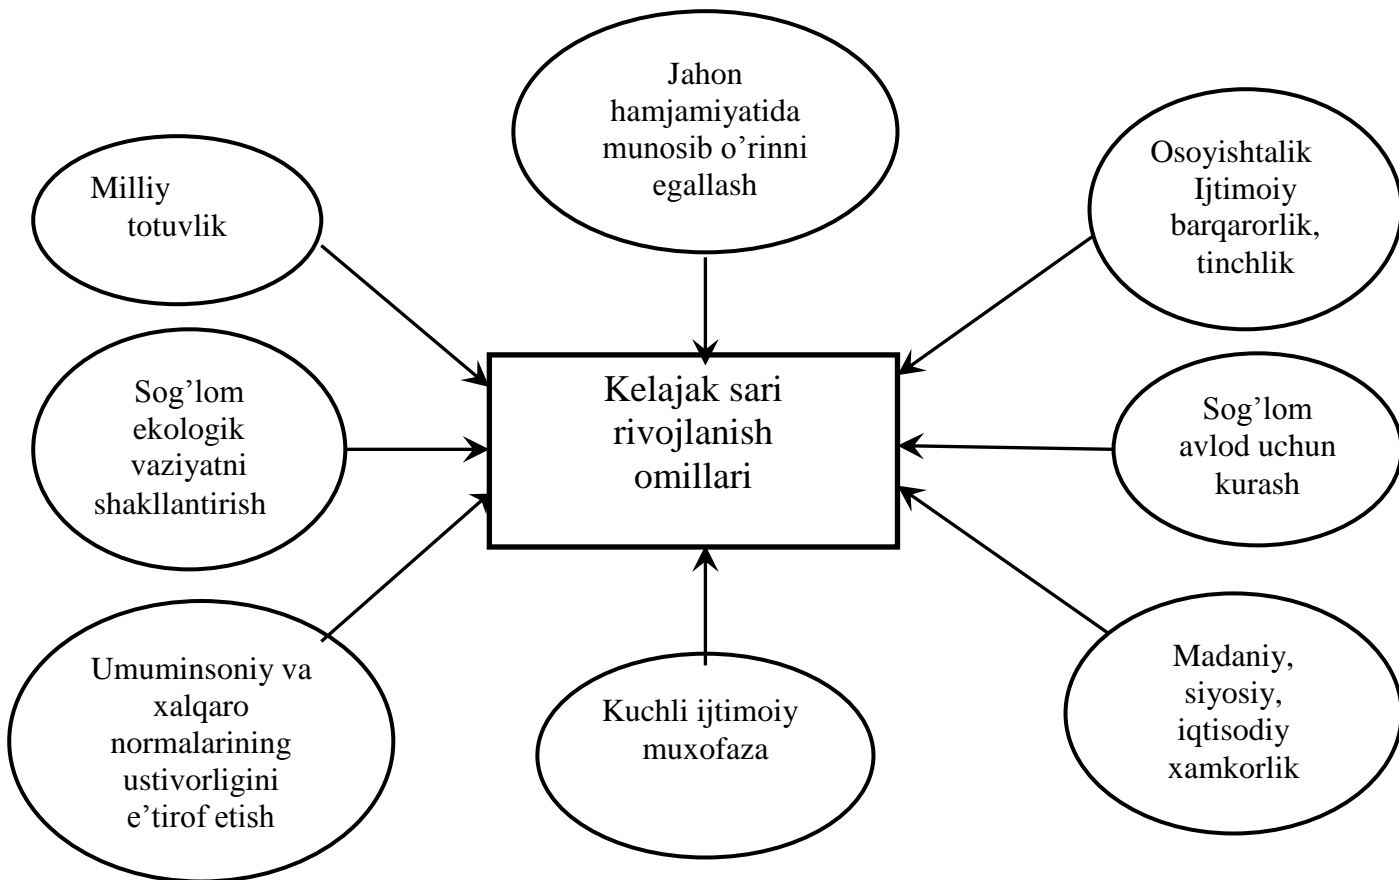 Jahon
hamjamiyatida
munosib o’rinni
egallash
Milliy
totuvlik
Osoyishtalik
Ijtimoiy
barqarorlik,
tinchlik
Sog’lom
ekologik
vaziyatni
shakllantirish
Kelajak sari
rivojlanish
omillari
Sog’lom
avlod uchun
kurash
Umuminsoniy va
xalqaro
normalarining
ustivorligini
e’tirof etish
Kuchli ijtimoiy
muxofaza
Madaniy,
siyosiy,
iqtisodiy
xamkorlik